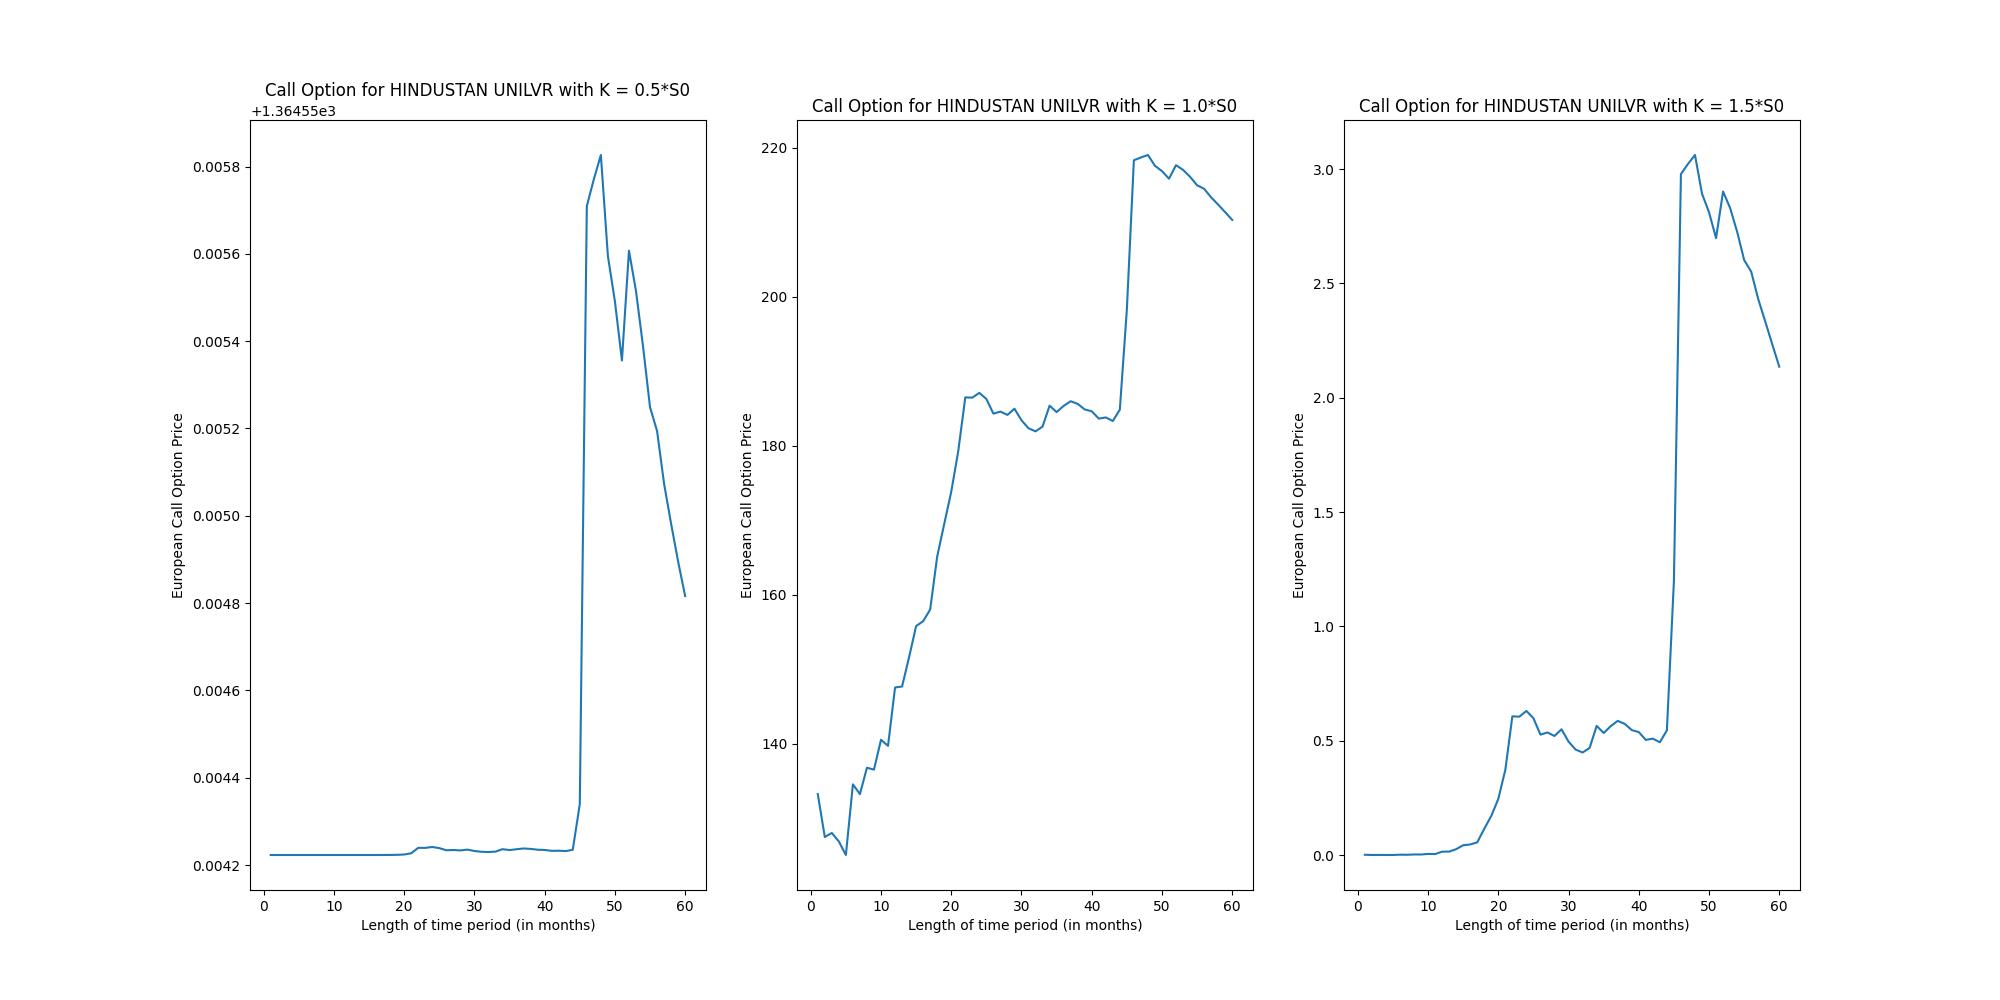 Call Option for HINDUSTAN UNILVR with K = 0.5*S0
+1.36455e3
0.0058
0.0056
0.0054
0.0052
0.0050
0.0048
0.0046
0.0044
0.0042
European Call Option Price
0 10 20 30 40 50 60
Length of time period (in months)
Call Option for HINDUSTAN UNILVR with K = 1.0*S0
220
200
180
160
140
European Call Option Price
0 10 20 30 40 50 60
Length of time period (in months)
Call Option for HINDUSTAN UNILVR with K = 1.5*S0
3.0
2.5
2.0
1.5
1.0
0.5
0.0
European Call Option Price
0 10 20 30 40 50 60
Length of time period (in months)